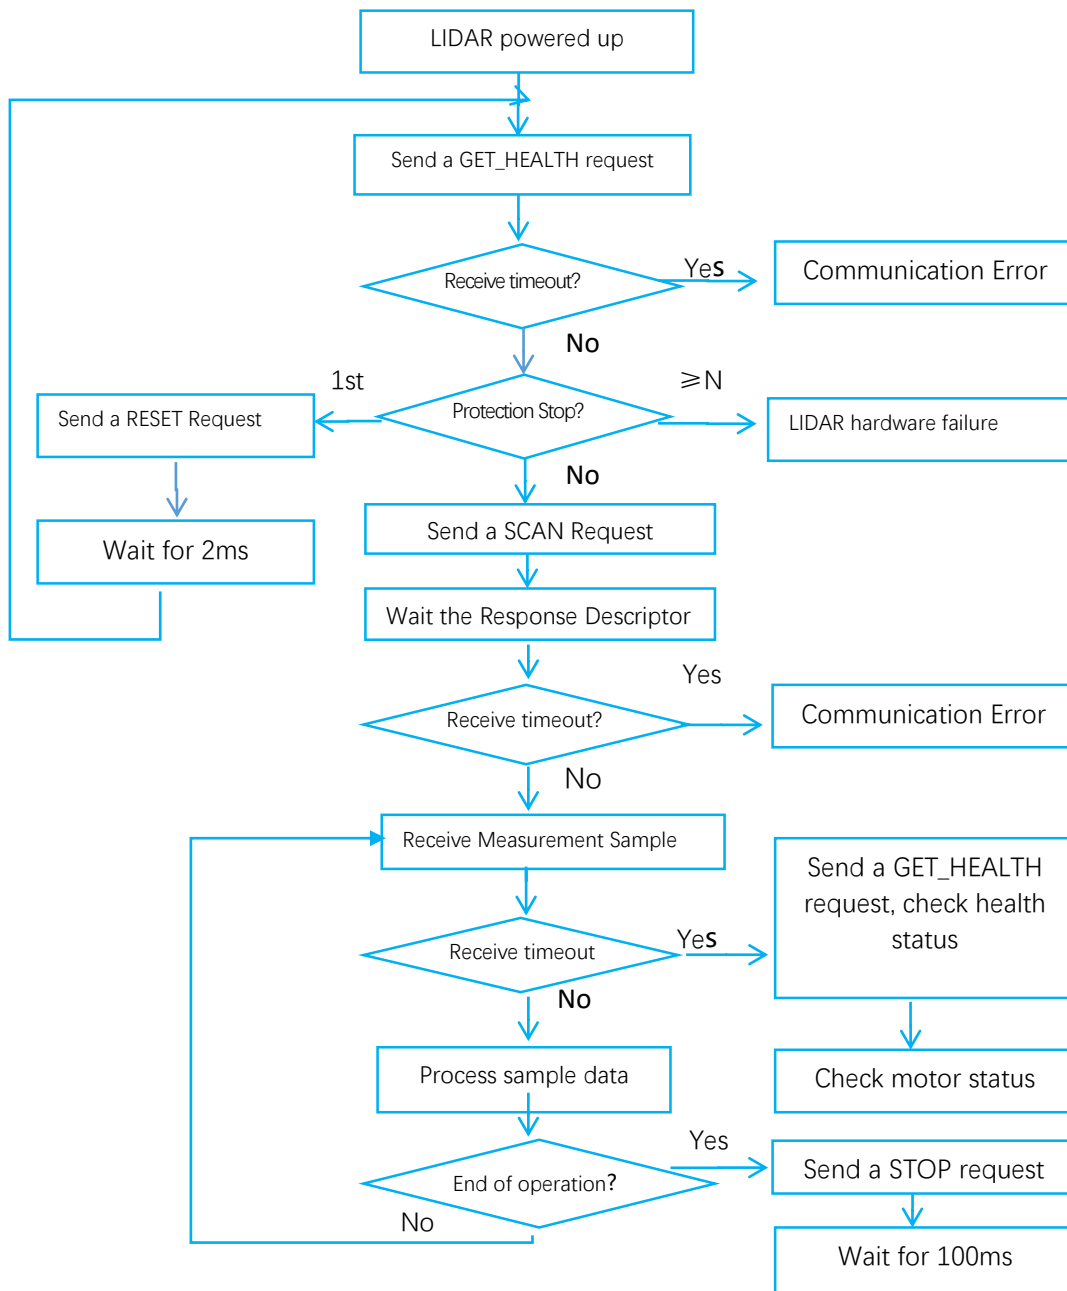 LIDAR powered up
Send a GET_HEALTH request
Receive timeout?
Yes
Communication Error
No
1st
≥N
Send a RESET Request
Protection Stop?
LIDAR hardware failure
No
Send a SCAN Request
Wait for 2ms
Wait the Response Descriptor
Yes
Receive timeout?
Communication Error
No
Receive Measurement Sample
Send a GET_HEALTH
request, check health
status
Receive timeout
Yes
No
Process sample data
Check motor status
Yes
End of operation?
Send a STOP request
No
Wait for 100ms